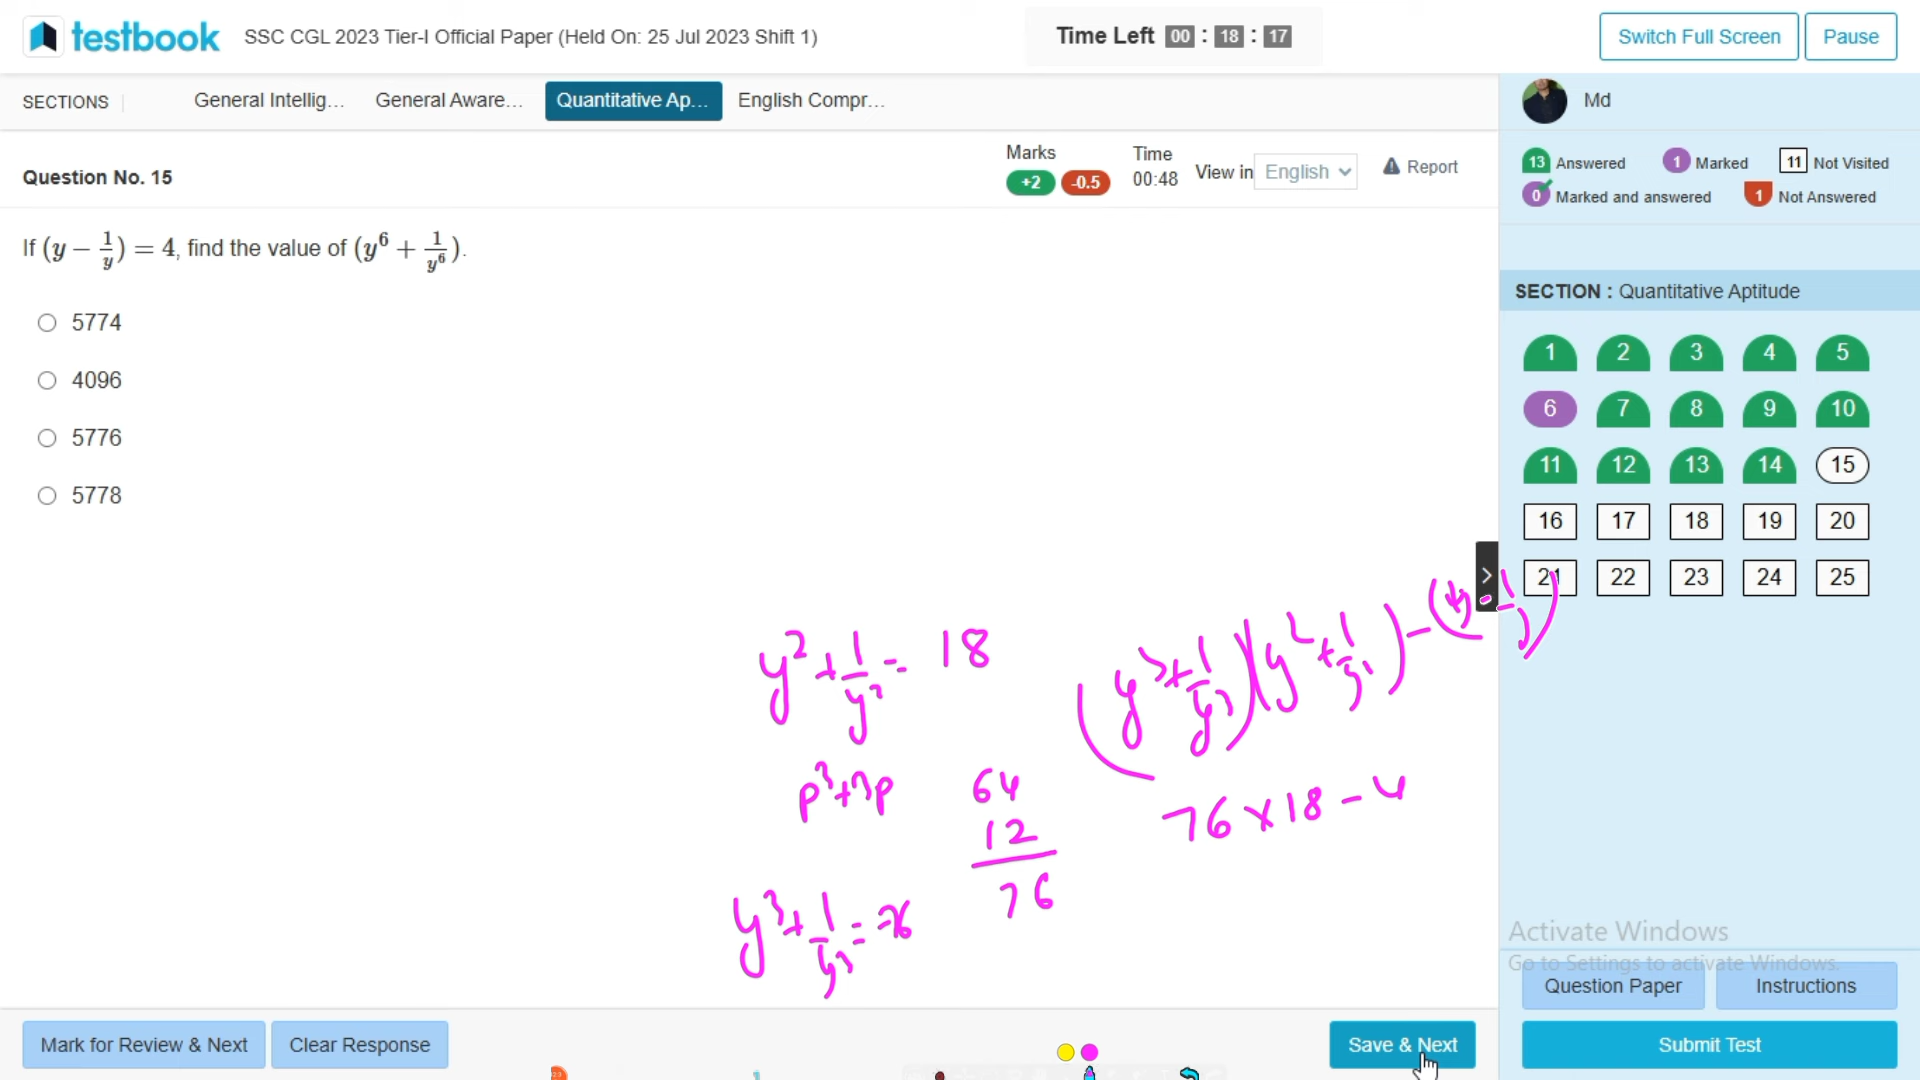 testbook SSC CGL 2023 Tier-I Official Paper (Held On: 25 Jul 2023 Shift 1) Time Left 00 : 18 : 17 Switch Full Screen Pause
SECTIONS General Intellig... General Aware... Quantitative Ap... English Compr... Md
Question No. 15 Marks +2 -0.5 Time 00:48 View in English Report
13 Answered 1 Marked 11 Not Visited
0 Marked and answered 1 Not Answered
If (y − 1/y) = 4, find the value of (y⁶ + 1/y⁶).
5774
4096
5776
5778
SECTION : Quantitative Aptitude
1 2 3 4 5
6 7 8 9 10
11 12 13 14 15
16 17 18 19 20
21 22 23 24 25
y² + 1/y² = 18
(y³ + 1/y³)(y² + 1/y²) − (y − 1/y)
p³ + 3p
64
12
76
76 × 18 − 4
y³ + 1/y³ = 76
Activate Windows
Go to Settings to activate Windows.
Question Paper Instructions
Mark for Review & Next Clear Response Save & Next Submit Test